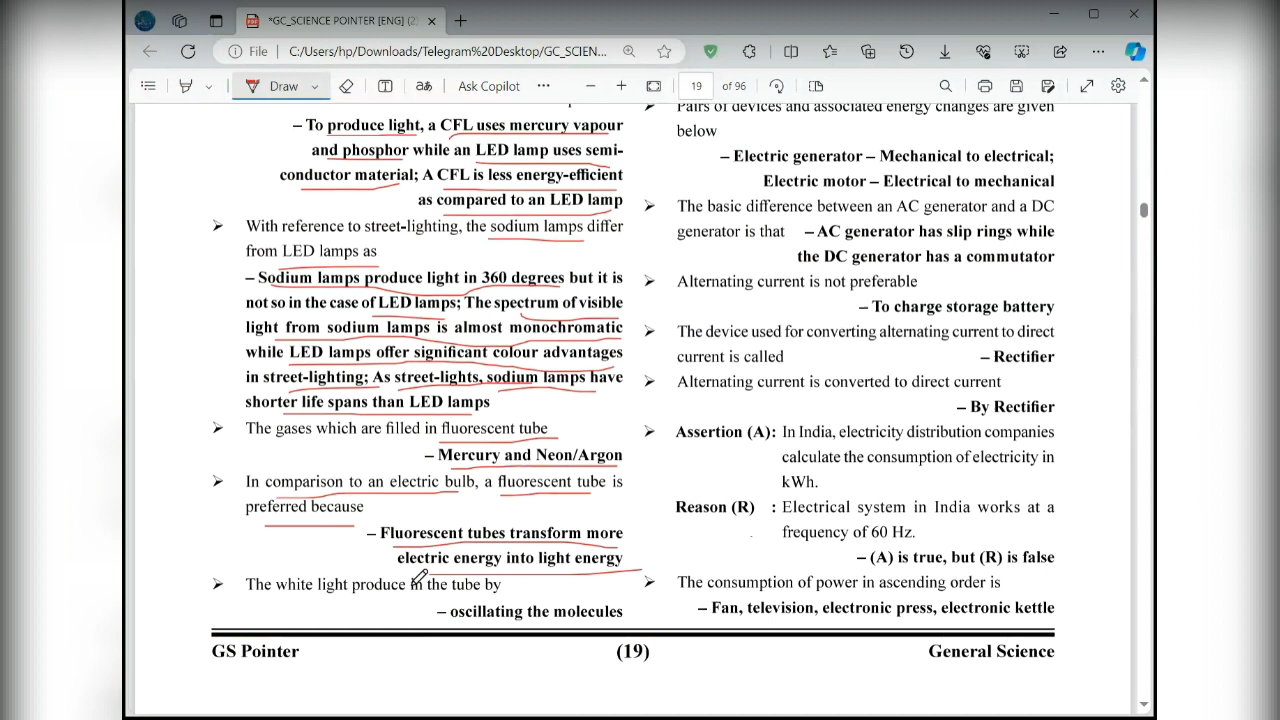 *GC_SCIENCE POINTER [ENG] (2)
File C:/Users/hp/Downloads/Telegram%20Desktop/GC_SCIEN...
Draw aあ Ask Copilot 19 of 96
– To produce light, a CFL uses mercury vapour
and phosphor while an LED lamp uses semi-
conductor material; A CFL is less energy-efficient
as compared to an LED lamp
With reference to street-lighting, the sodium lamps differ
from LED lamps as
– Sodium lamps produce light in 360 degrees but it is
not so in the case of LED lamps; The spectrum of visible
light from sodium lamps is almost monochromatic
while LED lamps offer significant colour advantages
in street-lighting; As street-lights, sodium lamps have
shorter life spans than LED lamps
The gases which are filled in fluorescent tube
– Mercury and Neon/Argon
In comparison to an electric bulb, a fluorescent tube is
preferred because
– Fluorescent tubes transform more
electric energy into light energy
The white light produce in the tube by
– oscillating the molecules
Pairs of devices and associated energy changes are given
below
– Electric generator – Mechanical to electrical;
Electric motor – Electrical to mechanical
The basic difference between an AC generator and a DC
generator is that – AC generator has slip rings while
the DC generator has a commutator
Alternating current is not preferable
– To charge storage battery
The device used for converting alternating current to direct
current is called – Rectifier
Alternating current is converted to direct current
– By Rectifier
Assertion (A): In India, electricity distribution companies
calculate the consumption of electricity in
kWh.
Reason (R) : Electrical system in India works at a
frequency of 60 Hz.
– (A) is true, but (R) is false
The consumption of power in ascending order is
– Fan, television, electronic press, electronic kettle
GS Pointer (19) General Science